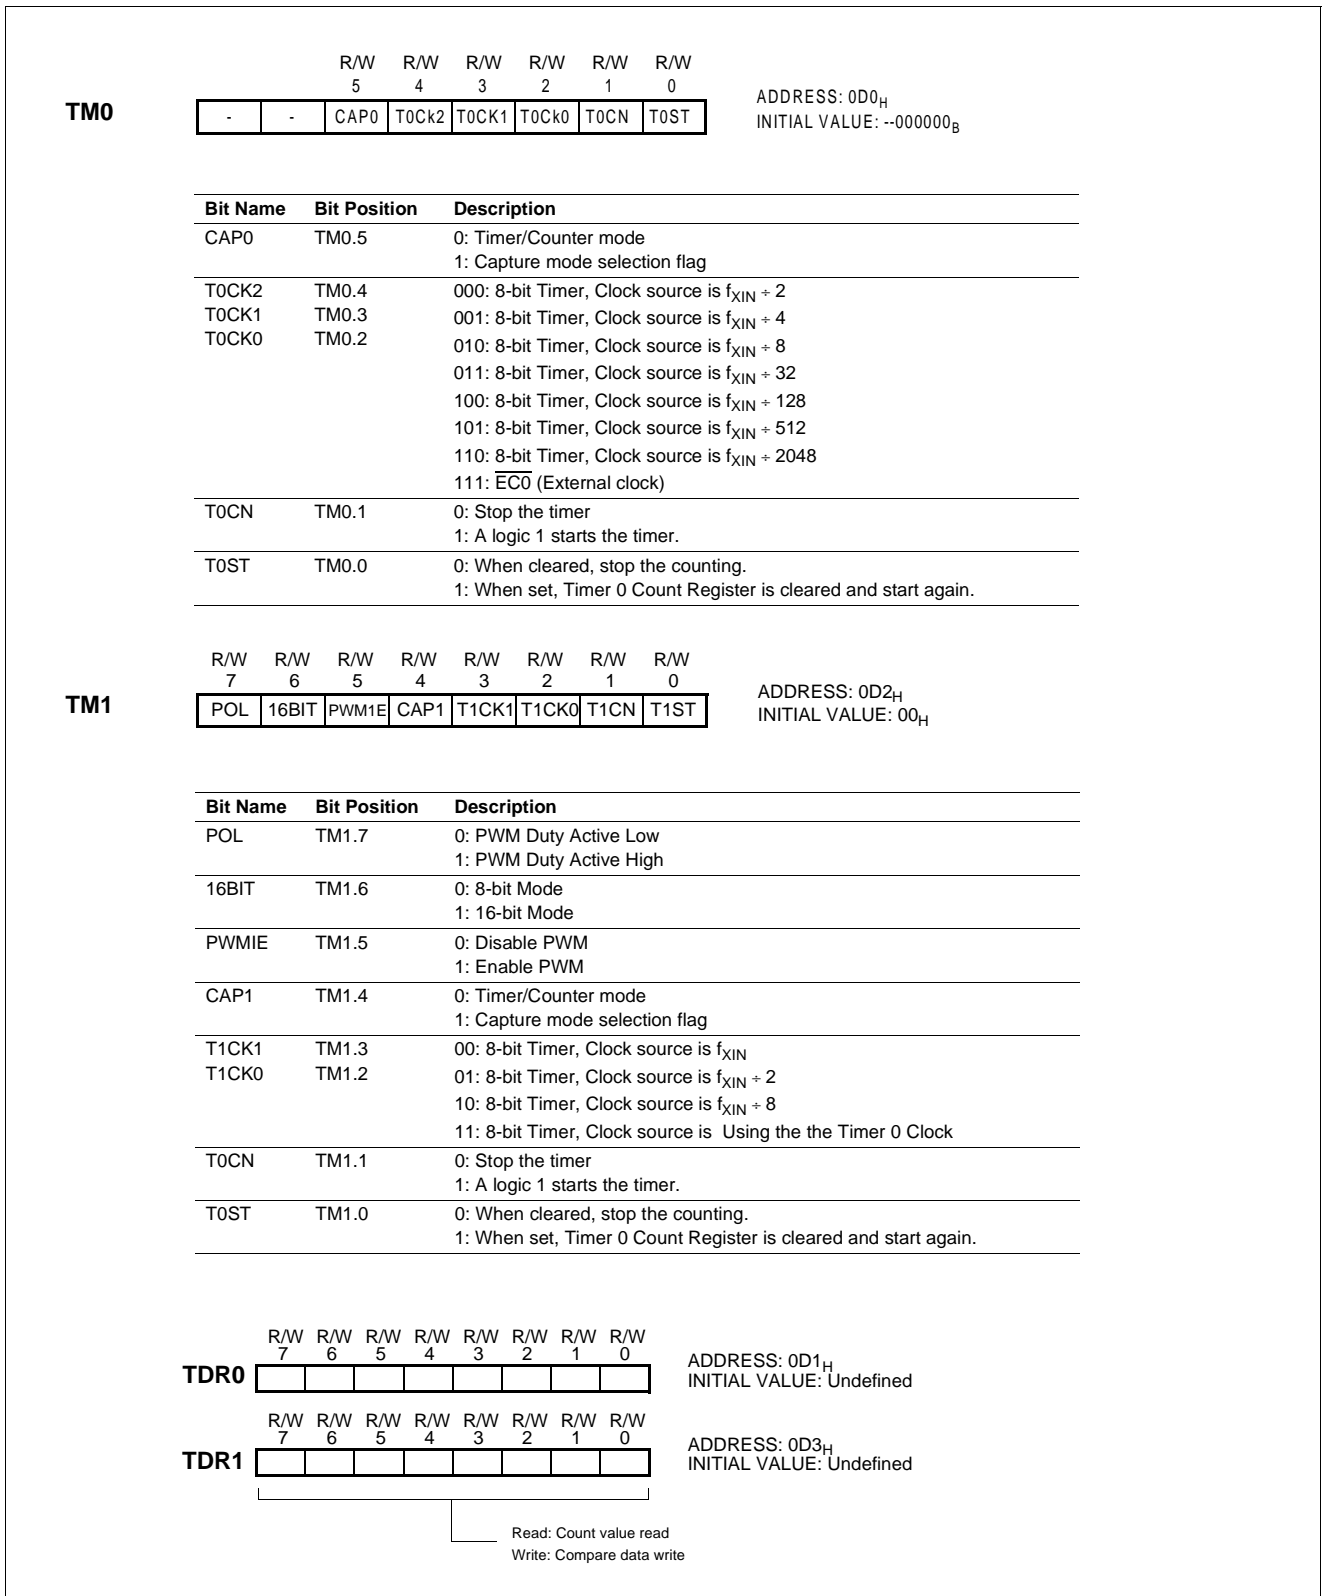 R/W R/W R/W R/W R/W R/W
5 4 3 2 1 0
TM0 - - CAP0 T0Ck2 T0CK1 T0Ck0 T0CN T0ST
ADDRESS: 0D0H
INITIAL VALUE: --000000B
Bit Name Bit Position Description
CAP0 TM0.5 0: Timer/Counter mode
1: Capture mode selection flag
T0CK2 TM0.4 000: 8-bit Timer, Clock source is fXIN ÷ 2
T0CK1 TM0.3 001: 8-bit Timer, Clock source is fXIN ÷ 4
T0CK0 TM0.2 010: 8-bit Timer, Clock source is fXIN ÷ 8
011: 8-bit Timer, Clock source is fXIN ÷ 32
100: 8-bit Timer, Clock source is fXIN ÷ 128
101: 8-bit Timer, Clock source is fXIN ÷ 512
110: 8-bit Timer, Clock source is fXIN ÷ 2048
111: EC0 (External clock)
T0CN TM0.1 0: Stop the timer
1: A logic 1 starts the timer.
T0ST TM0.0 0: When cleared, stop the counting.
1: When set, Timer 0 Count Register is cleared and start again.
R/W R/W R/W R/W R/W R/W R/W R/W
7 6 5 4 3 2 1 0
TM1 POL 16BIT PWM1E CAP1 T1CK1 T1CK0 T1CN T1ST
ADDRESS: 0D2H
INITIAL VALUE: 00H
Bit Name Bit Position Description
POL TM1.7 0: PWM Duty Active Low
1: PWM Duty Active High
16BIT TM1.6 0: 8-bit Mode
1: 16-bit Mode
PWMIE TM1.5 0: Disable PWM
1: Enable PWM
CAP1 TM1.4 0: Timer/Counter mode
1: Capture mode selection flag
T1CK1 TM1.3 00: 8-bit Timer, Clock source is fXIN
T1CK0 TM1.2 01: 8-bit Timer, Clock source is fXIN ÷ 2
10: 8-bit Timer, Clock source is fXIN ÷ 8
11: 8-bit Timer, Clock source is Using the the Timer 0 Clock
T0CN TM1.1 0: Stop the timer
1: A logic 1 starts the timer.
T0ST TM1.0 0: When cleared, stop the counting.
1: When set, Timer 0 Count Register is cleared and start again.
R/W R/W R/W R/W R/W R/W R/W R/W
7 6 5 4 3 2 1 0
TDR0
ADDRESS: 0D1H
INITIAL VALUE: Undefined
R/W R/W R/W R/W R/W R/W R/W R/W
7 6 5 4 3 2 1 0
TDR1
ADDRESS: 0D3H
INITIAL VALUE: Undefined
Read: Count value read
Write: Compare data write